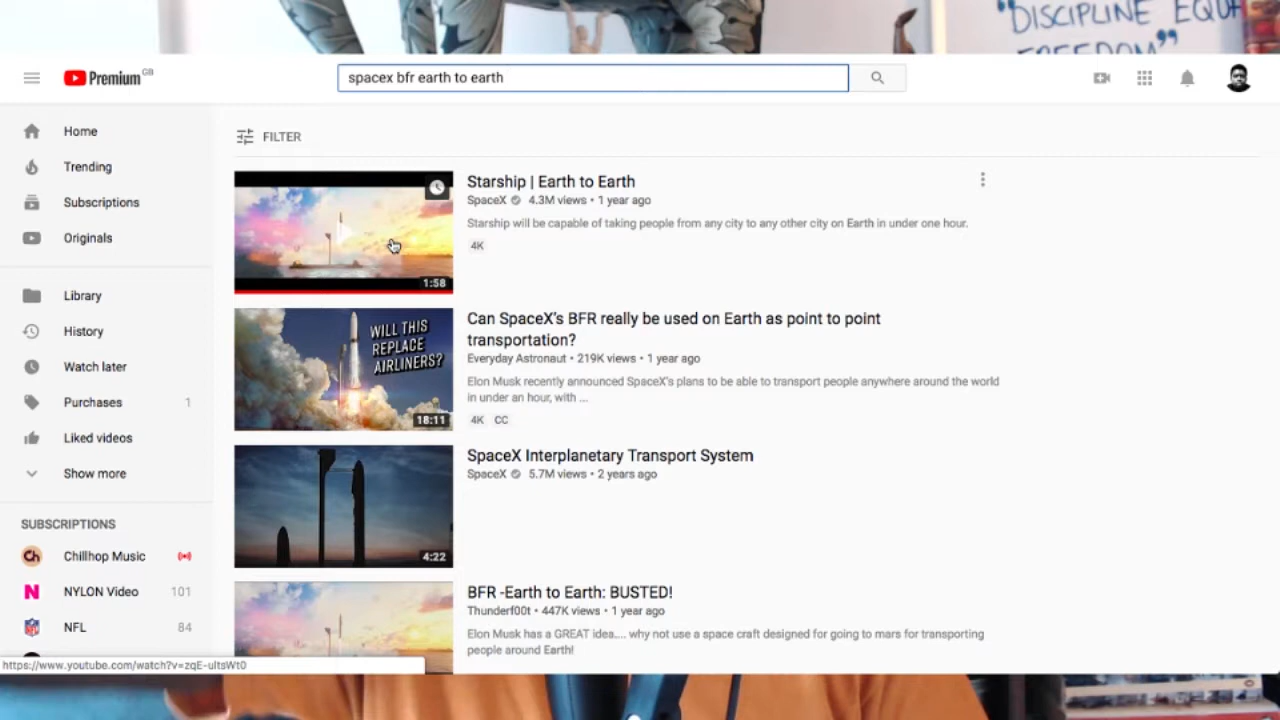 "DISCIPLINE EQU
FREEDOM"
Premium GB
spacex bfr earth to earth
Home
Trending
Subscriptions
Originals
Library
History
Watch later
Purchases 1
Liked videos
Show more
SUBSCRIPTIONS
Chillhop Music
NYLON Video 101
NFL 84
FILTER
1:58
Starship | Earth to Earth
SpaceX 4.3M views • 1 year ago
Starship will be capable of taking people from any city to any other city on Earth in under one hour.
4K
WILL THIS
REPLACE
AIRLINERS?
18:11
Can SpaceX's BFR really be used on Earth as point to point
transportation?
Everyday Astronaut • 219K views • 1 year ago
Elon Musk recently announced SpaceX's plans to be able to transport people anywhere around the world
in under an hour, with ...
4K CC
4:22
SpaceX Interplanetary Transport System
SpaceX 5.7M views • 2 years ago
BFR -Earth to Earth: BUSTED!
Thunderf00t • 447K views • 1 year ago
Elon Musk has a GREAT idea.... why not use a space craft designed for going to mars for transporting
people around Earth!
https://www.youtube.com/watch?v=zqE-ultsWt0